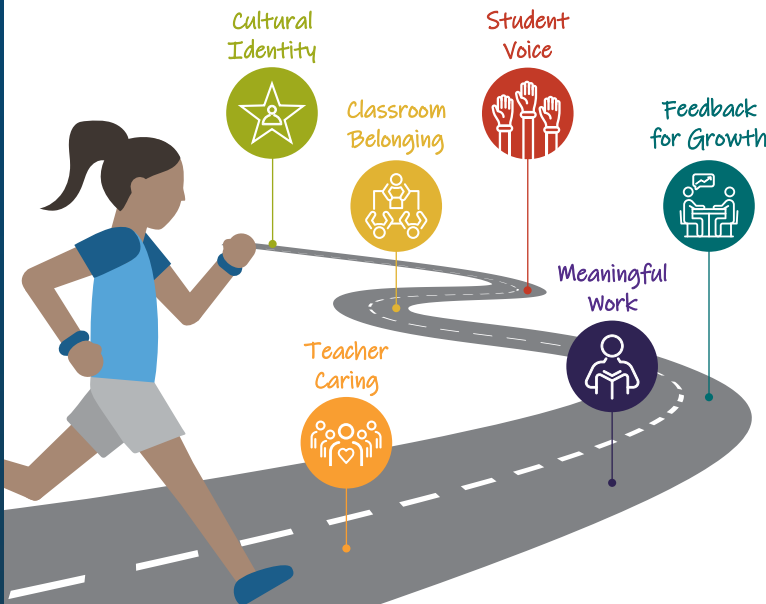 Cultural
Identity
Student
Voice
Classroom
Belonging
Feedback
for Growth
Meaningful
Work
Teacher
Caring